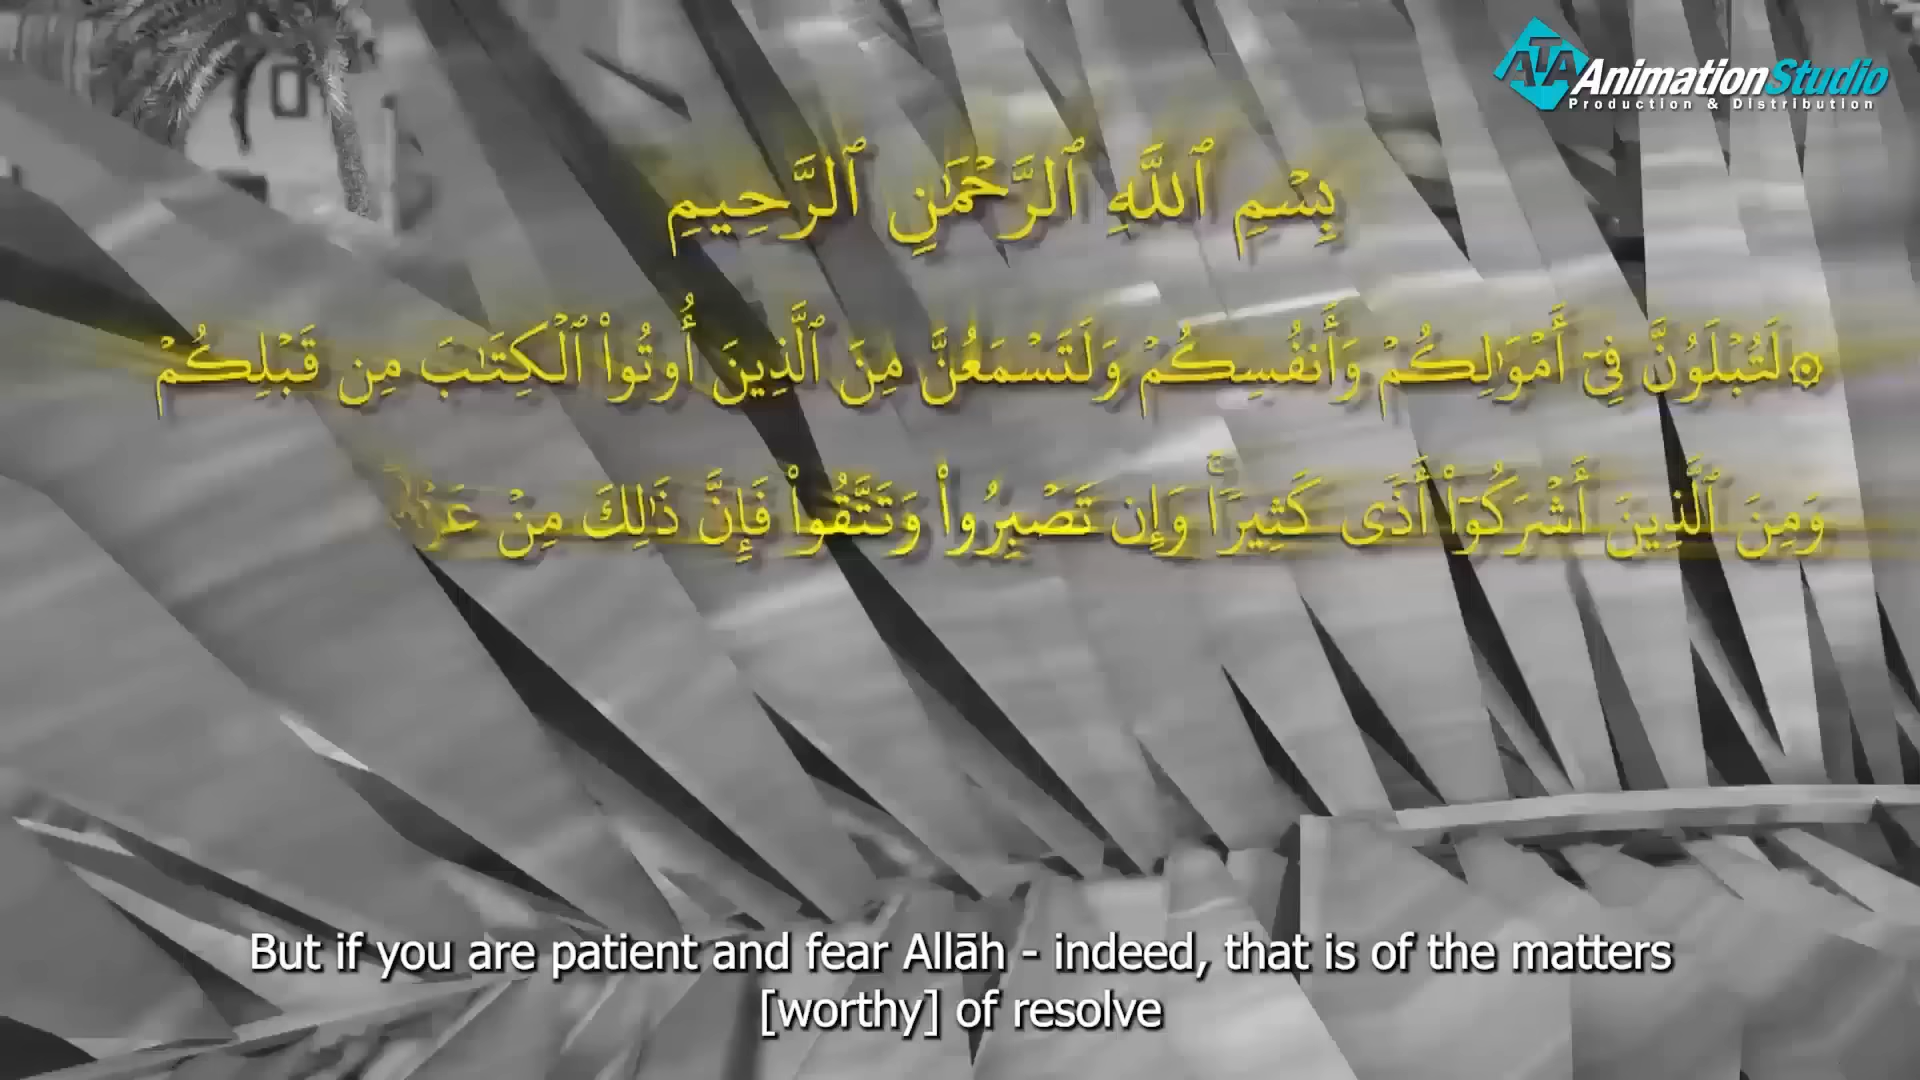 ATA AnimationStudio
Production & Distribution
بِسْمِ ٱللَّهِ ٱلرَّحْمَٰنِ ٱلرَّحِيمِ
۞ لَتُبْلَوُنَّ فِىٓ أَمْوَٰلِكُمْ وَأَنفُسِكُمْ وَلَتَسْمَعُنَّ مِنَ ٱلَّذِينَ أُوتُوا۟ ٱلْكِتَٰبَ مِن قَبْلِكُمْ
وَمِنَ ٱلَّذِينَ أَشْرَكُوٓا۟ أَذًى كَثِيرًا ۚ وَإِن تَصْبِرُوا۟ وَتَتَّقُوا۟ فَإِنَّ ذَٰلِكَ مِنْ
But if you are patient and fear Allāh - indeed, that is of the matters
[worthy] of resolve